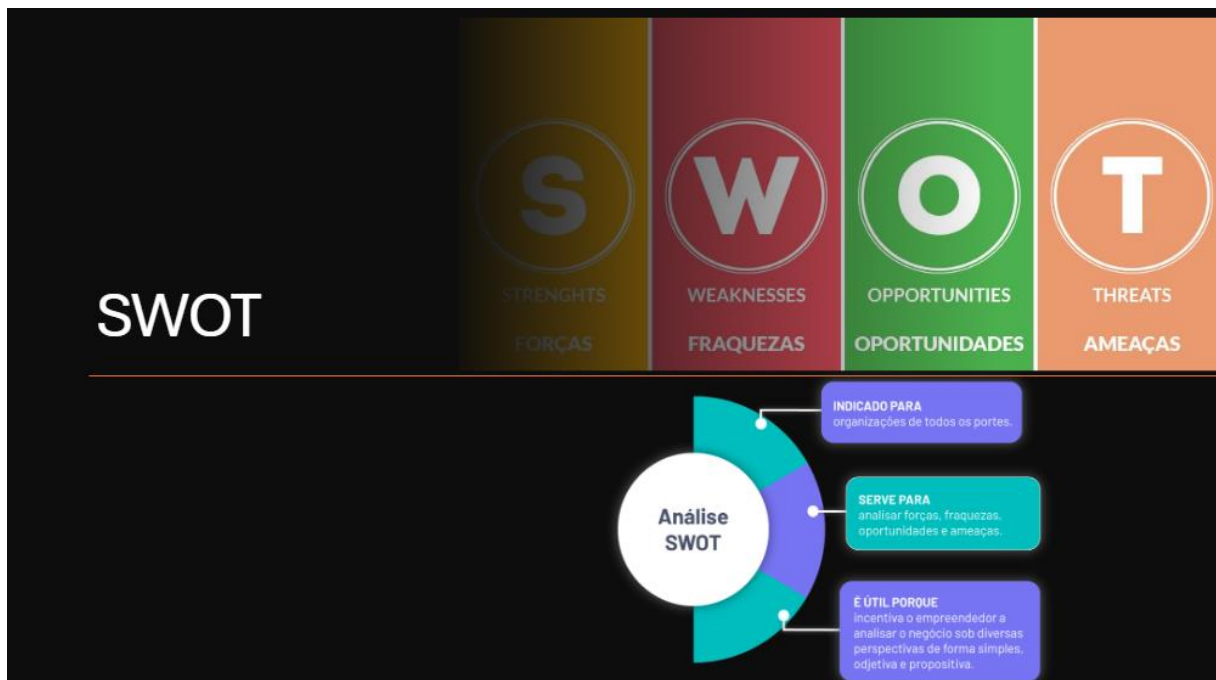 SWOT
S W O T
STRENGHTS WEAKNESSES OPPORTUNITIES THREATS
FORÇAS FRAQUEZAS OPORTUNIDADES AMEAÇAS
Análise
SWOT
INDICADO PARA
organizações de todos os portes.
SERVE PARA
analisar forças, fraquezas,
oportunidades e ameaças.
É ÚTIL PORQUE
incentiva o empreendedor a
analisar o negócio sob diversas
perspectivas de forma simples,
odjetiva e propositiva.